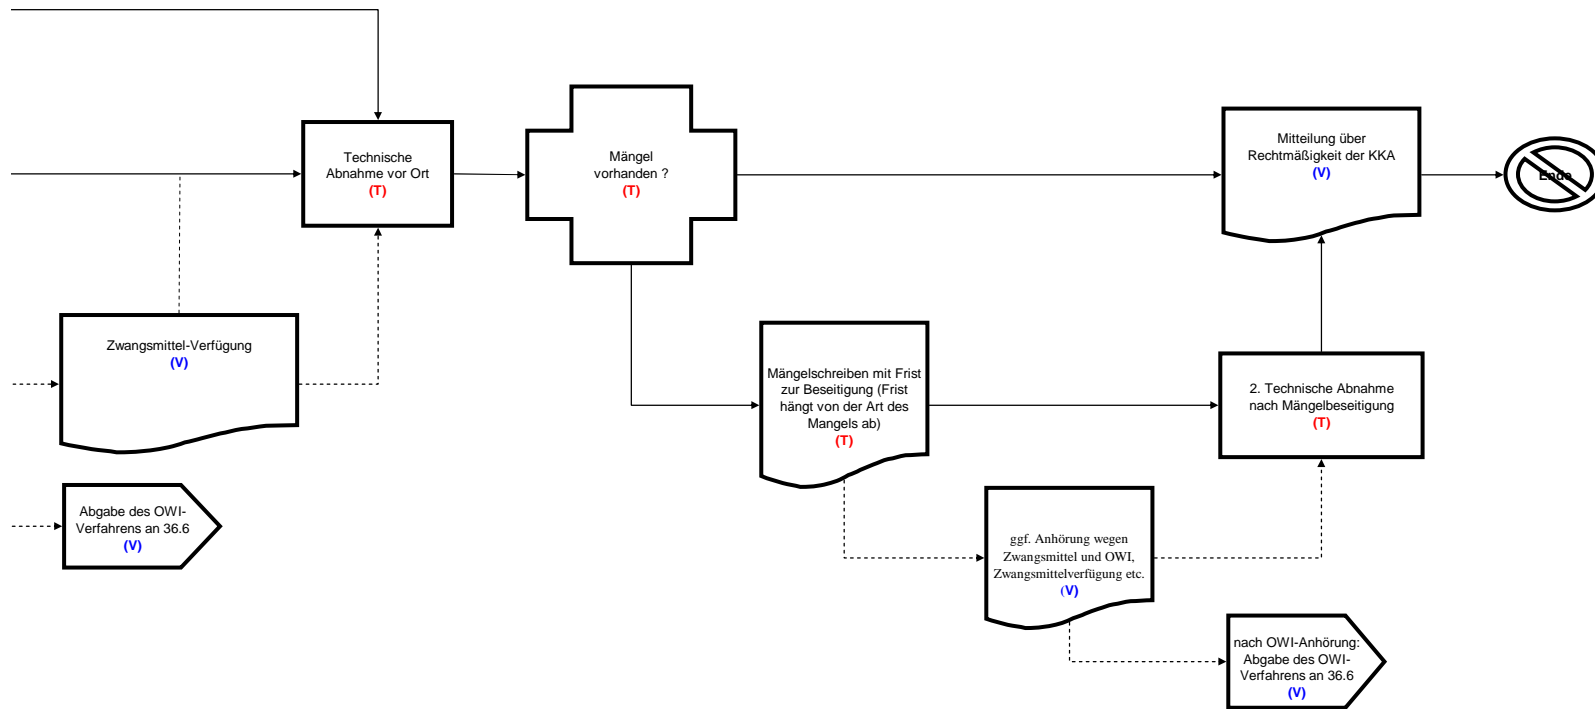 Technische
Abnahme vor Ort
(T)
Mängel
vorhanden ?
(T)
Mitteilung über
Rechtmäßigkeit der KKA
(V)
Ende
Zwangsmittel-Verfügung
(V)
Mängelschreiben mit Frist
zur Beseitigung (Frist
hängt von der Art des
Mangels ab)
(T)
2. Technische Abnahme
nach Mängelbeseitigung
(T)
Abgabe des OWI-
Verfahrens an 36.6
(V)
ggf. Anhörung wegen
Zwangsmittel und OWI,
Zwangsmittelverfügung etc.
(V)
nach OWI-Anhörung:
Abgabe des OWI-
Verfahrens an 36.6
(V)